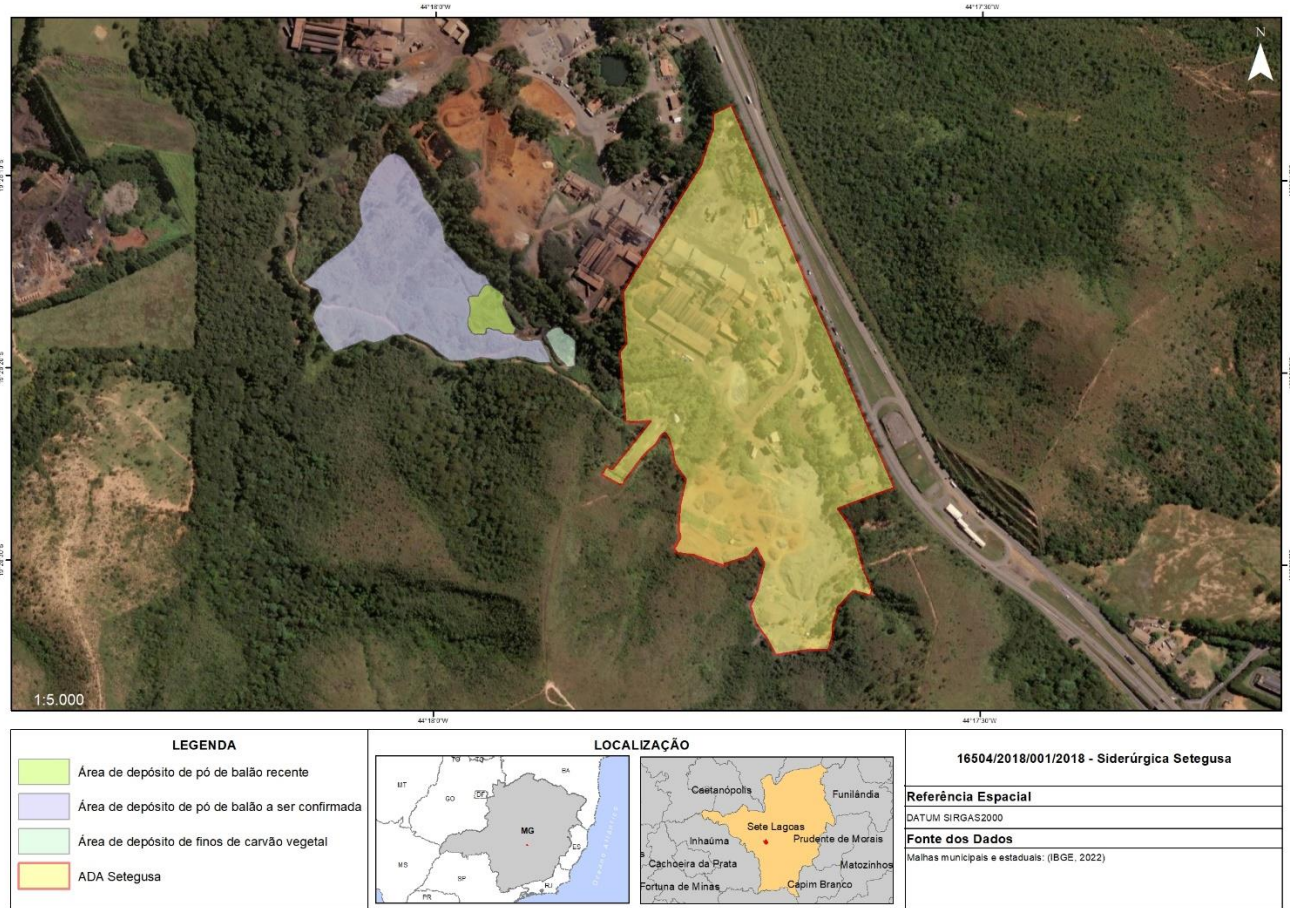 44°18'0"W
44°17'30"W
N
1:5.000
44°18'0"W
44°17'30"W
LEGENDA
Área de depósito de pó de balão recente
Área de depósito de pó de balão a ser confirmada
Área de depósito de finos de carvão vegetal
ADA Setegusa
LOCALIZAÇÃO
MT
TO
BA
GO
DF
MG
ES
MS
SP
RJ
PR
Oceano Atlântico
Caetanópolis
Funilândia
Sete Lagoas
Inhaúma
Prudente de Morais
Cachoeira da Prata
Matozinhos
Fortuna de Minas
Capim Branco
16504/2018/001/2018 - Siderúrgica Setegusa
Referência Espacial
DATUM SIRGAS2000
Fonte dos Dados
Malhas municipais e estaduais: (IBGE, 2022)